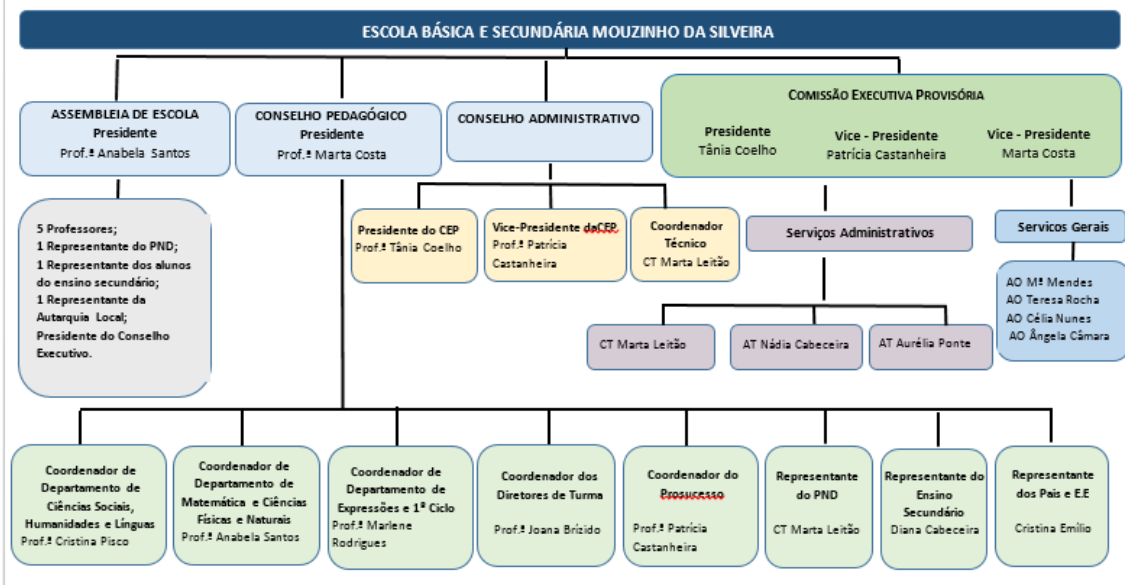 ESCOLA BÁSICA E SECUNDÁRIA MOUZINHO DA SILVEIRA
ASSEMBLEIA DE ESCOLA
Presidente
Prof.ª Anabela Santos
CONSELHO PEDAGÓGICO
Presidente
Prof.ª Marta Costa
CONSELHO ADMINISTRATIVO
COMISSÃO EXECUTIVA PROVISÓRIA
Presidente
Tânia Coelho
Vice - Presidente
Patrícia Castanheira
Vice - Presidente
Marta Costa
5 Professores;
1 Representante do PND;
1 Representante dos alunos
do ensino secundário;
1 Representante da
Autarquia Local;
Presidente do Conselho
Executivo.
Presidente do CEP
Prof.ª Tânia Coelho
Vice-Presidente daCEP
Prof.ª Patrícia
Castanheira
Coordenador
Técnico
CT Marta Leitão
Serviços Administrativos
Servicos Gerais
AO Mª Mendes
AO Teresa Rocha
AO Célia Nunes
AO Ângela Câmara
CT Marta Leitão
AT Nádia Cabeceira
AT Aurélia Ponte
Coordenador de
Departamento de
Ciências Sociais,
Humanidades e Línguas
Prof.ª Cristina Pisco
Coordenador de
Departamento de
Matemática e Ciências
Físicas e Naturais
Prof.ª Anabela Santos
Coordenador de
Departamento de
Expressões e 1º Ciclo
Prof.ª Marlene
Rodrigues
Coordenador dos
Diretores de Turma
Prof.ª Joana Brízido
Coordenador do
Prosucesso
Prof.ª Patrícia
Castanheira
Representante
do PND
CT Marta Leitão
Representante do
Ensino
Secundário
Diana Cabeceira
Representante
dos Pais e E.E
Cristina Emílio